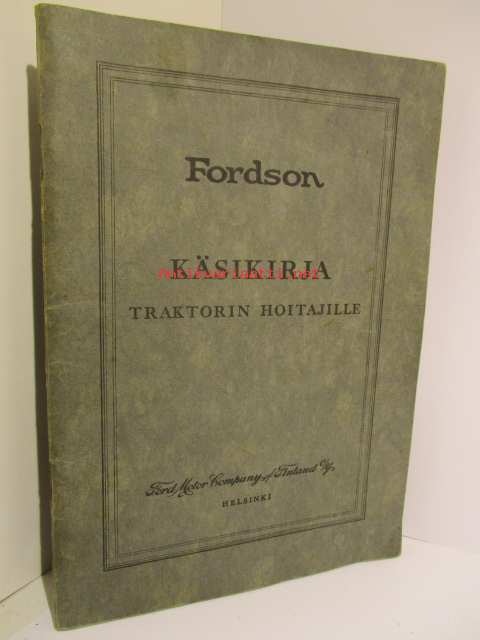 Fordson
KÄSIKIRJA
TRAKTORIN HOITAJILLE
Ford Motor Company of Finland O/Y.
HELSINKI